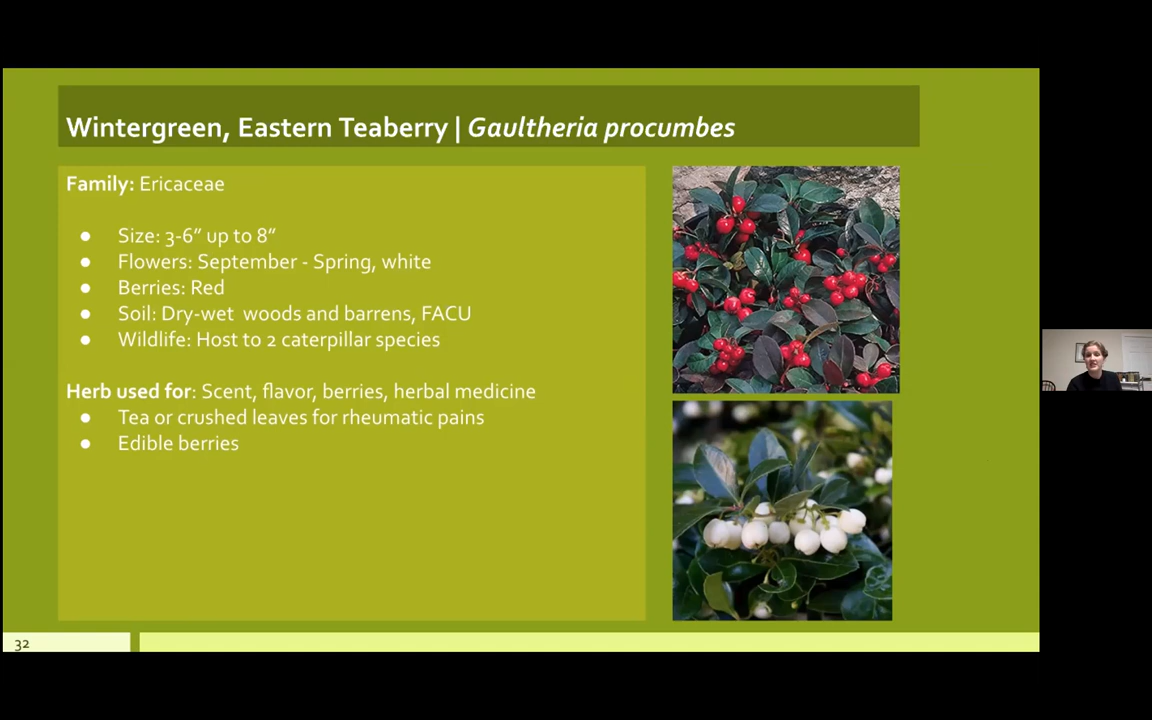 Wintergreen, Eastern Teaberry | Gaultheria procumbes
Family: Ericaceae
● Size: 3-6” up to 8“
● Flowers: September - Spring, white
● Berries: Red
● Soil: Dry-wet  woods and barrens, FACU
● Wildlife: Host to 2 caterpillar species
Herb used for: Scent, flavor, berries, herbal medicine
● Tea or crushed leaves for rheumatic pains
● Edible berries
32